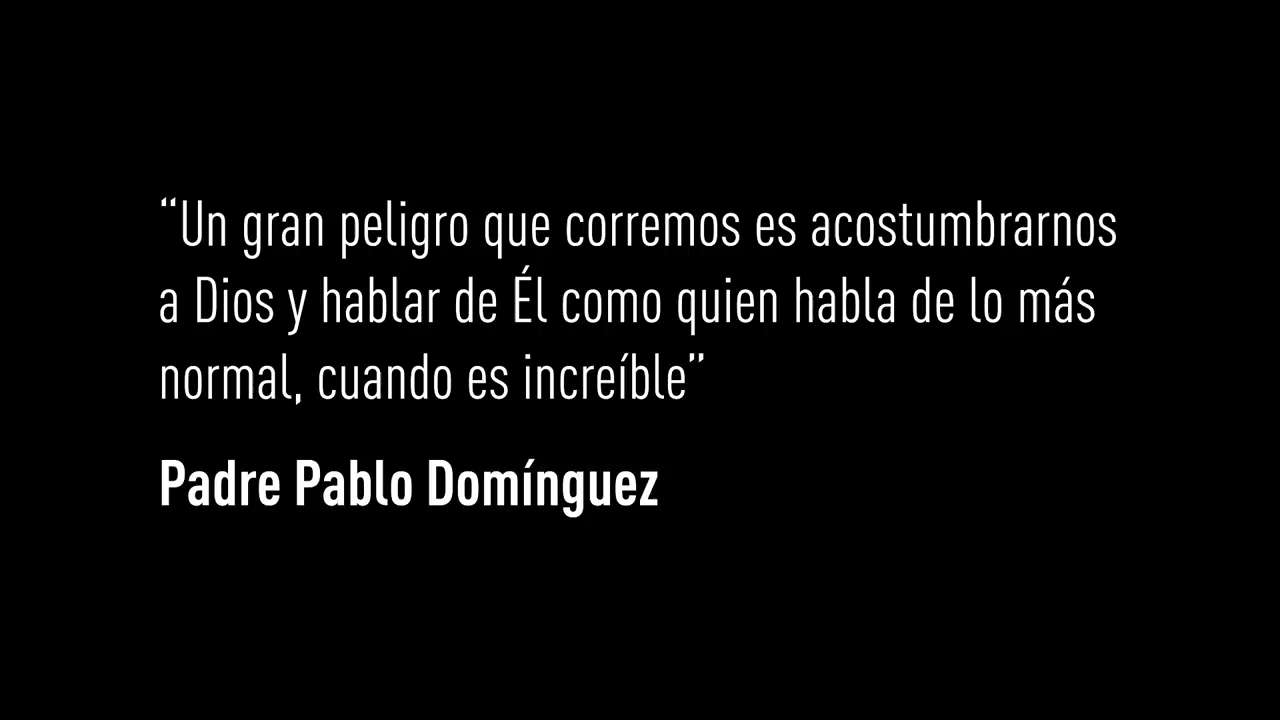 “Un gran peligro que corremos es acostumbrarnos
a Dios y hablar de Él como quien habla de lo más
normal, cuando es increíble”
Padre Pablo Domínguez